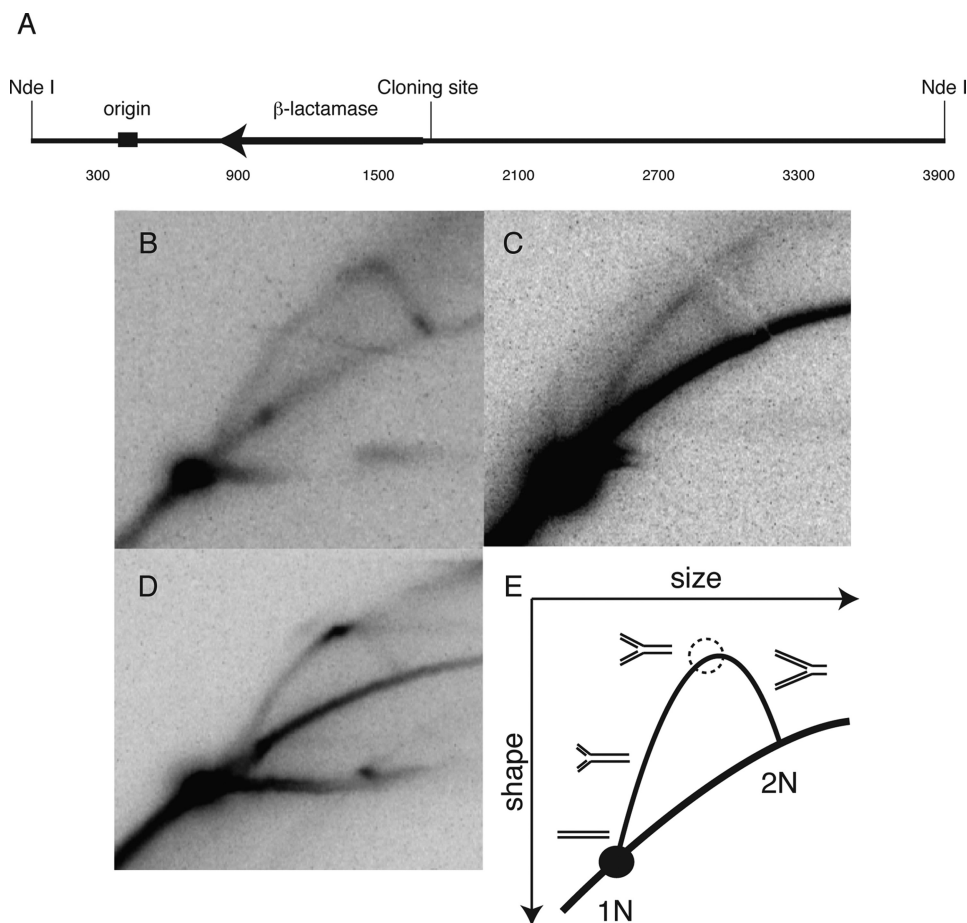 A
Nde I
Cloning site
Nde I
origin
β-lactamase
300 900 1500 2100 2700 3300 3900
B
C
D
E
size
shape
2N
1N